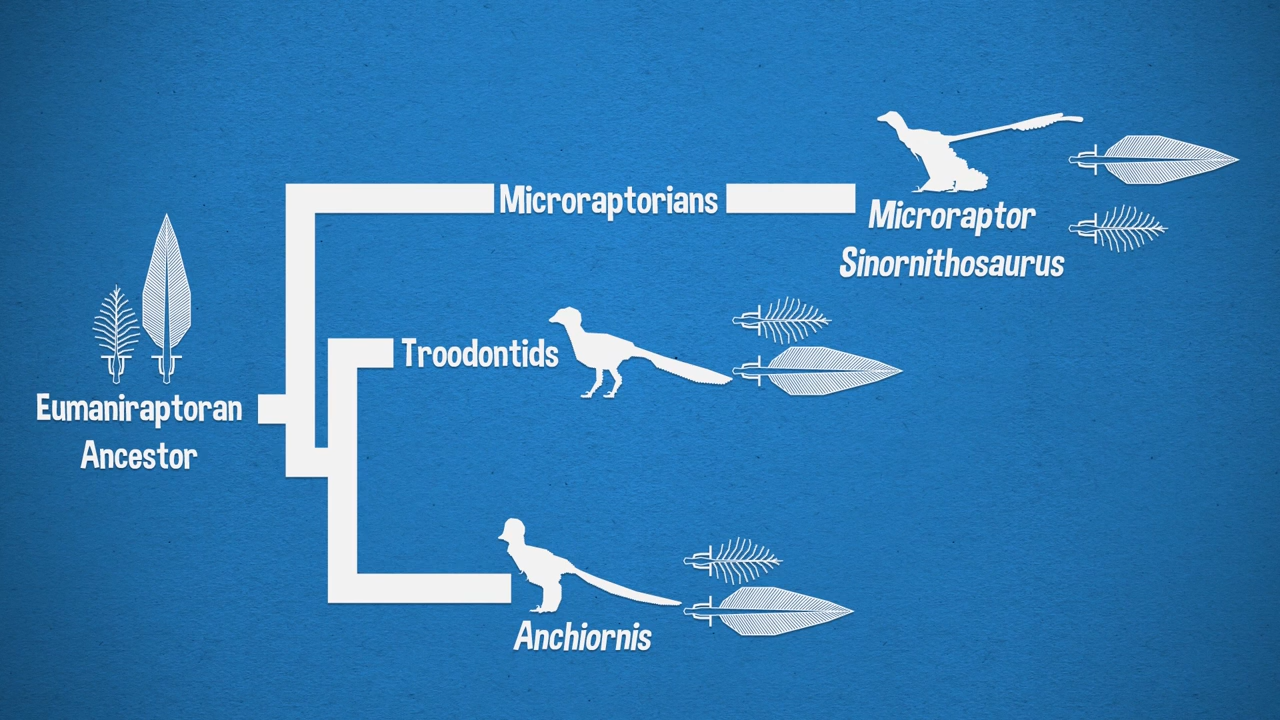 Microraptorians
Microraptor
Sinornithosaurus
Troodontids
Eumaniraptoran
Ancestor
Anchiornis